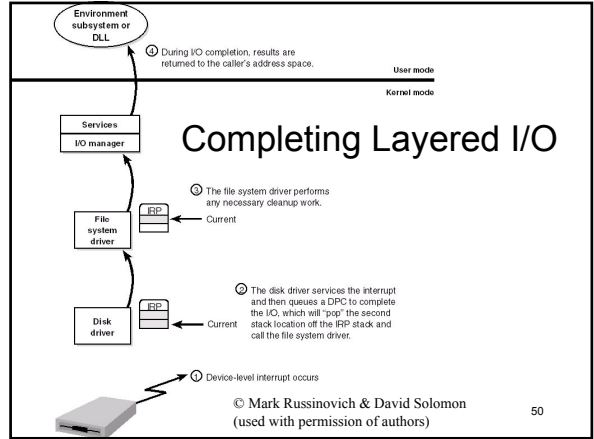 Environment
subsystem or
DLL
④ During I/O completion, results are
returned to the caller's address space.
User mode
Kernel mode
Services
I/O manager
Completing Layered I/O
③ The file system driver performs
any necessary cleanup work.
IRP
Current
File
system
driver
② The disk driver services the interrupt
and then queues a DPC to complete
the I/O, which will “pop” the second
stack location off the IRP stack and
call the file system driver.
IRP
Current
Disk
driver
① Device-level interrupt occurs
© Mark Russinovich & David Solomon
(used with permission of authors)
50